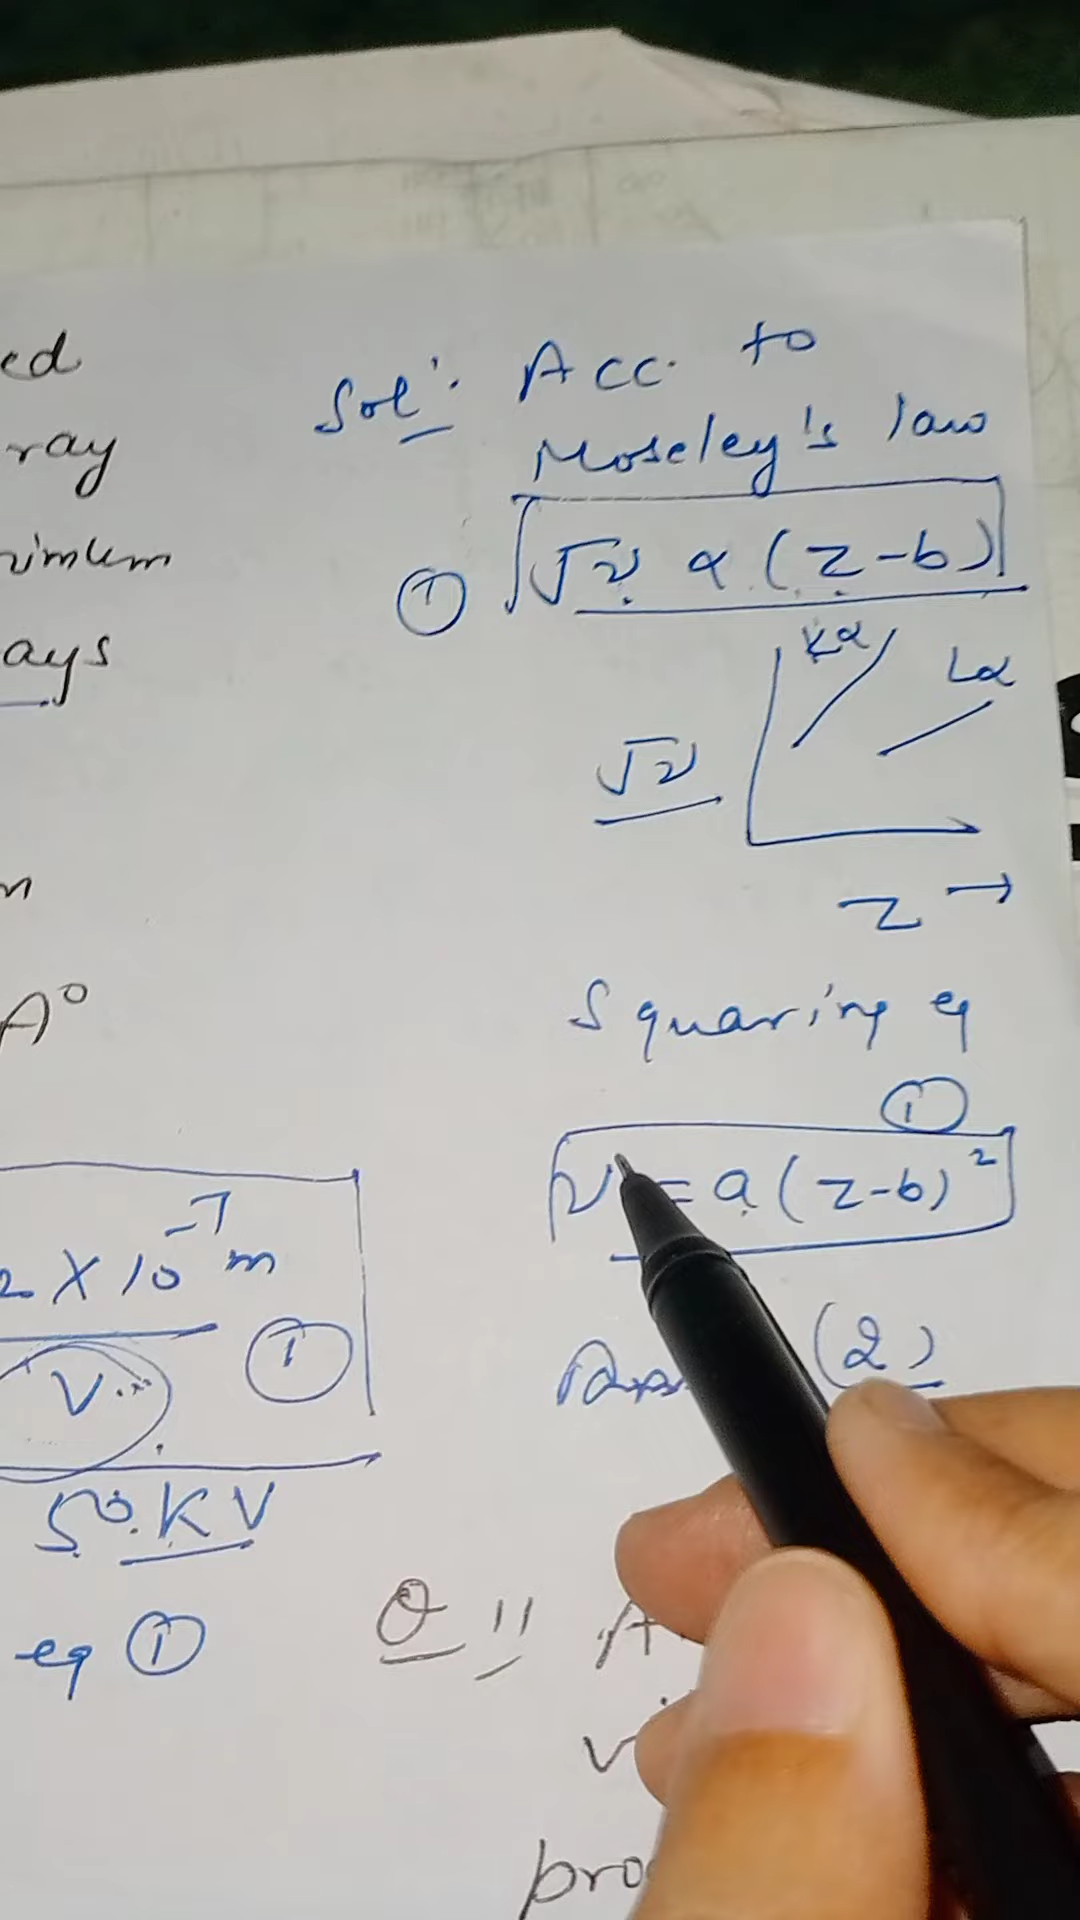 ed
ray
ays
A°
2 X 10⁻⁷ m
V
①
50 KV
eq ①
Sol: Acc. to
Moseley's law
① √ν α (Z-b)
Kα
Lα
√ν
Z →
Squaring eq
①
ν = a (Z-b)²
(2)
Q 11 A
pro